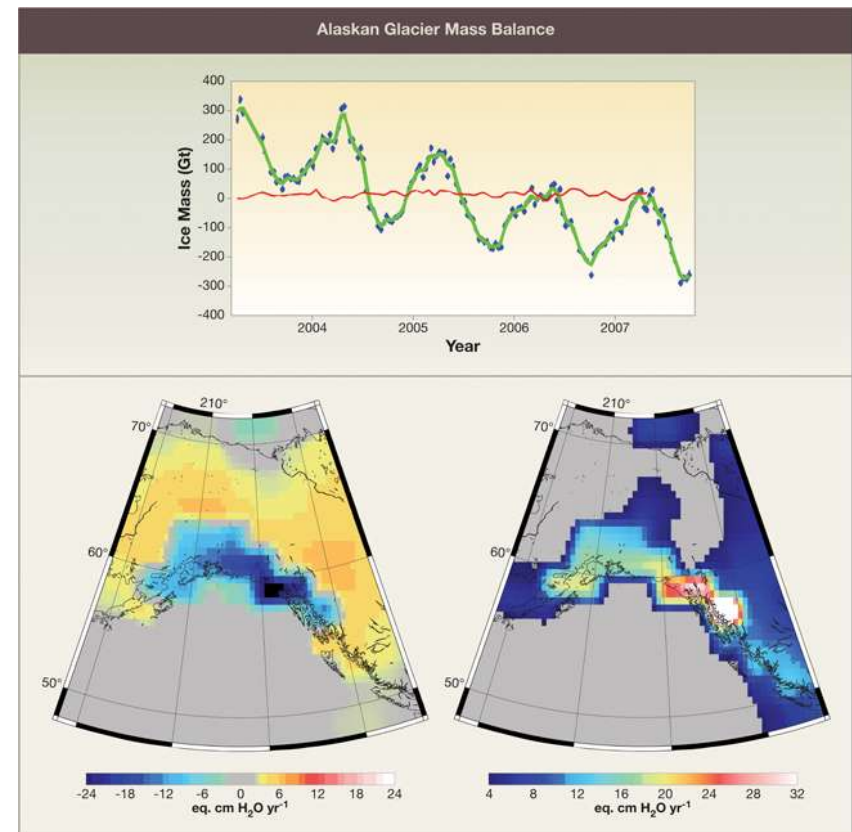 Alaskan Glacier Mass Balance
400
300
200
100
0
-100
-200
-300
-400
Ice Mass (Gt)
2004 2005 2006 2007
Year
210°
70°
60°
50°
210°
70°
60°
50°
-24 -18 -12 -6 0 6 12 18 24
eq. cm H₂O yr⁻¹
4 8 12 16 20 24 28 32
eq. cm H₂O yr⁻¹